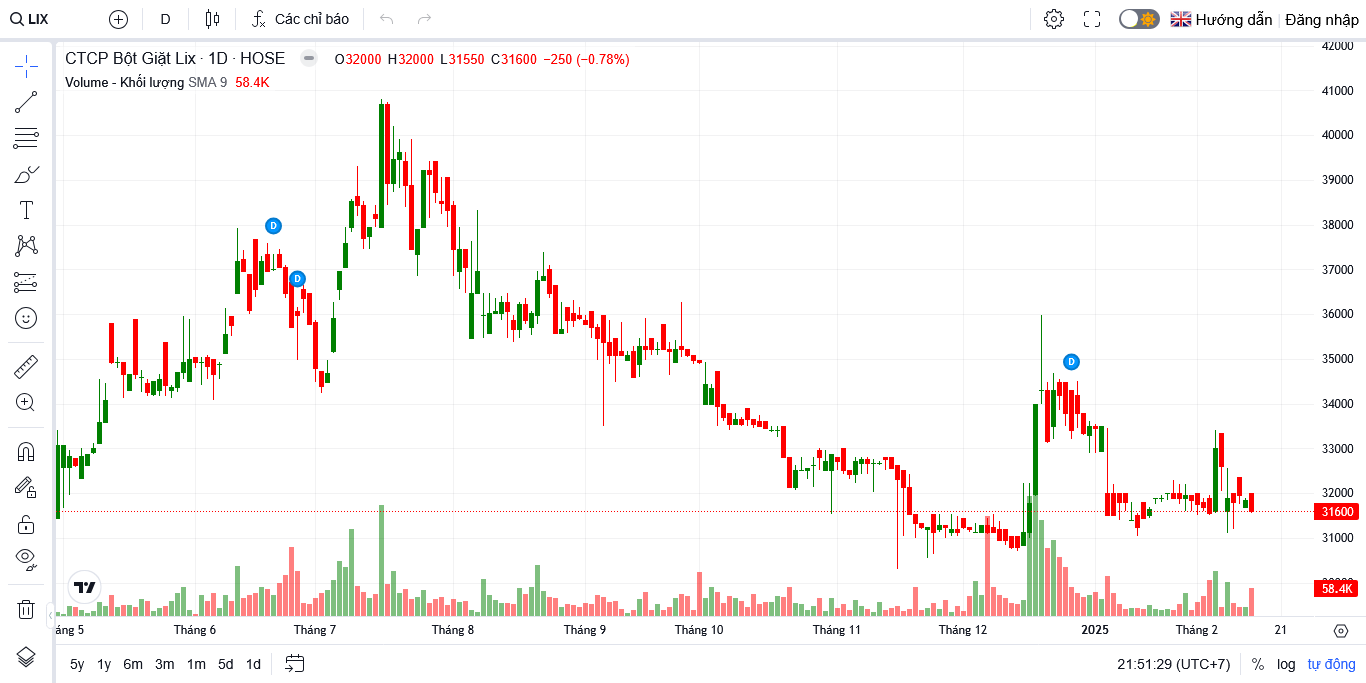 LIX D Các chỉ báo Hướng dẫn Đăng nhập
CTCP Bột Giặt Lix · 1D · HOSE O32000 H32000 L31550 C31600 −250 (−0.78%)
Volume - Khối lượng SMA 9 58.4K
42000
41000
40000
39000
38000
37000
36000
35000
34000
33000
32000
31600
31000
58.4K
D
D
D
áng 5 Tháng 6 Tháng 7 Tháng 8 Tháng 9 Tháng 10 Tháng 11 Tháng 12 2025 Tháng 2 21
5y 1y 6m 3m 1m 5d 1d 21:51:29 (UTC+7) % log tự động